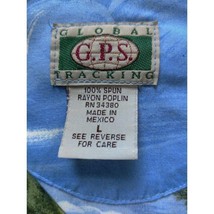 GLOBAL
G.P.S.
TRACKING
100% SPUN
RAYON POPLIN
RN 34380
MADE IN
MEXICO
L
SEE REVERSE
FOR CARE